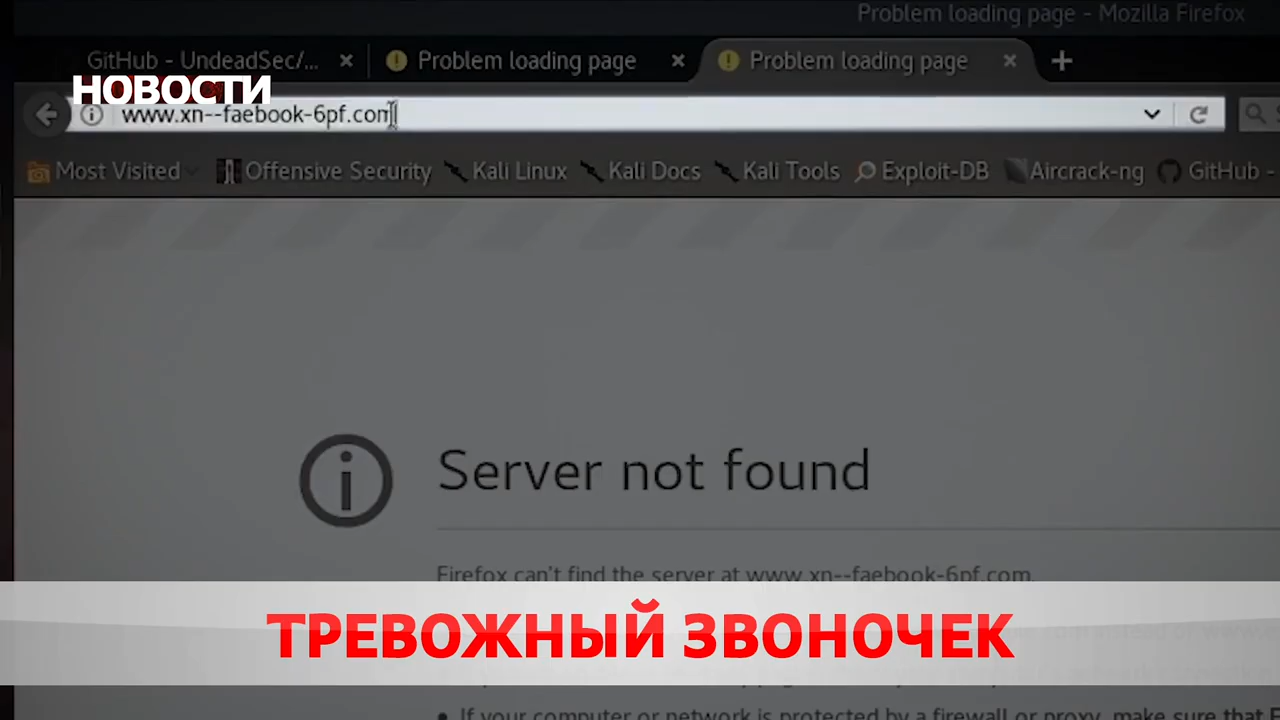 Problem loading page - Mozilla Firefox
GitHub - UndeadSec/...
Problem loading page
Problem loading page
НОВОСТИ
www.xn--faebook-6pf.com
Most Visited
Offensive Security
Kali Linux
Kali Docs
Kali Tools
Exploit-DB
Aircrack-ng
GitHub -
Server not found
Firefox can't find the server at www.xn--faebook-6pf.com.
ТРЕВОЖНЫЙ ЗВОНОЧЕК
• If your computer or network is protected by a firewall or proxy, make sure that